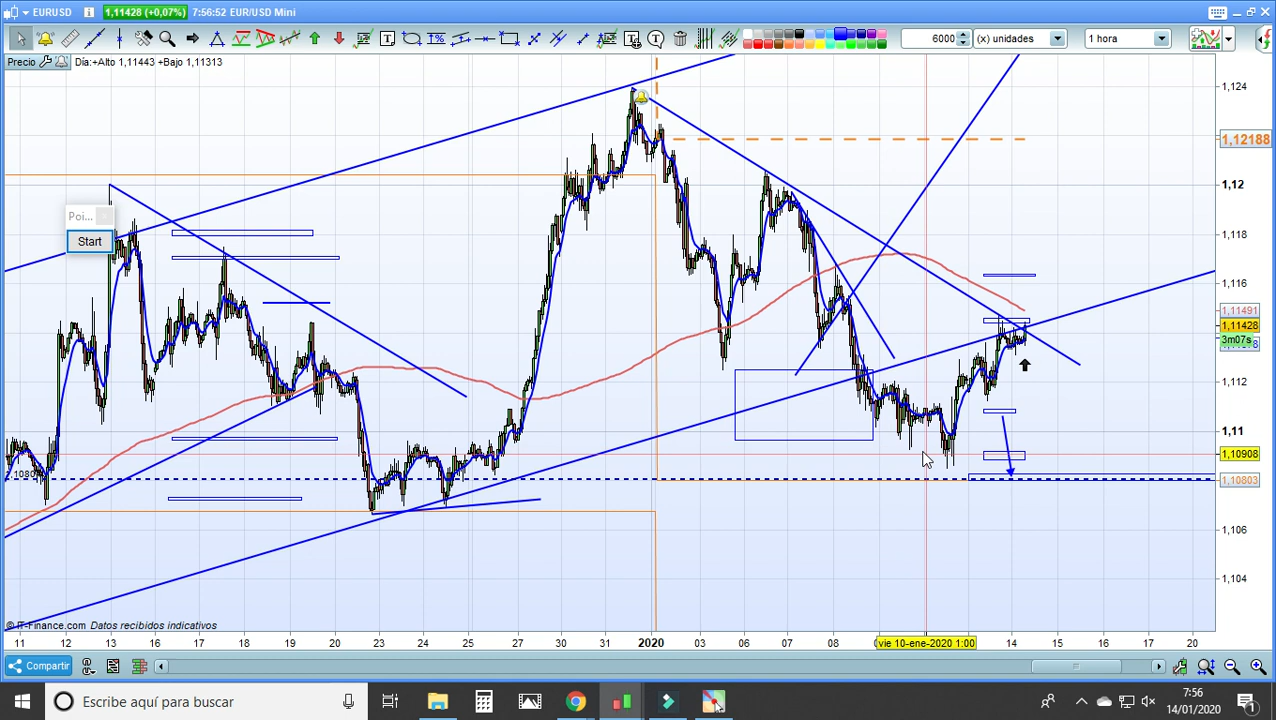 EURUSD
1,11428 (+0,07%)
7:56:52 EUR/USD Mini
6000
(x) unidades
1 hora
Precio
Día:~Alto 1,11443 +Bajo 1,11313
Poi...
Start
1,124
1,12188
1,12
1,118
1,116
1,11491
1,11428
3m07s
1,112
1,11
1,10908
1,10803
1,106
1,104
© IT-Finance.com Datos recibidos indicativos
11 12 13 16 17 18 19 20 23 24 25 27 30 31 2020 03 06 07 08 vie 10-ene-2020 1:00 14 15 16 17 20
Compartir
Escribe aquí para buscar
7:56
14/01/2020
1